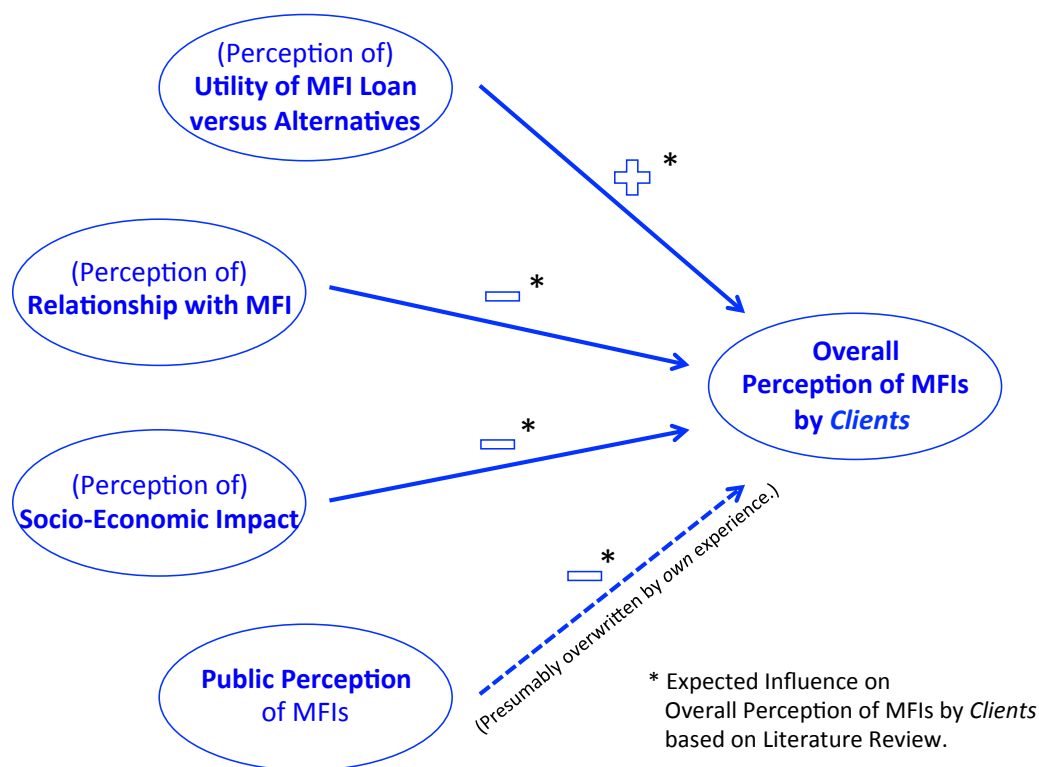 (Perception of)
Utility of MFI Loan
versus Alternatives
*
(Perception of)
Relationship with MFI
*
Overall
Perception of MFIs
by Clients
*
(Perception of)
Socio-Economic Impact
*
(Presumably overwritten by own experience.)
Public Perception
of MFIs
* Expected Influence on
Overall Perception of MFIs by Clients
based on Literature Review.